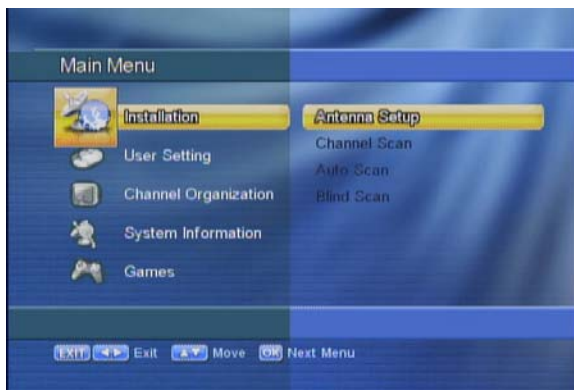 Main Menu
Installation
User Setting
Channel Organization
System Information
Games
Antenna Setup
Channel Scan
Auto Scan
Blind Scan
EXIT Exit Move OK Next Menu